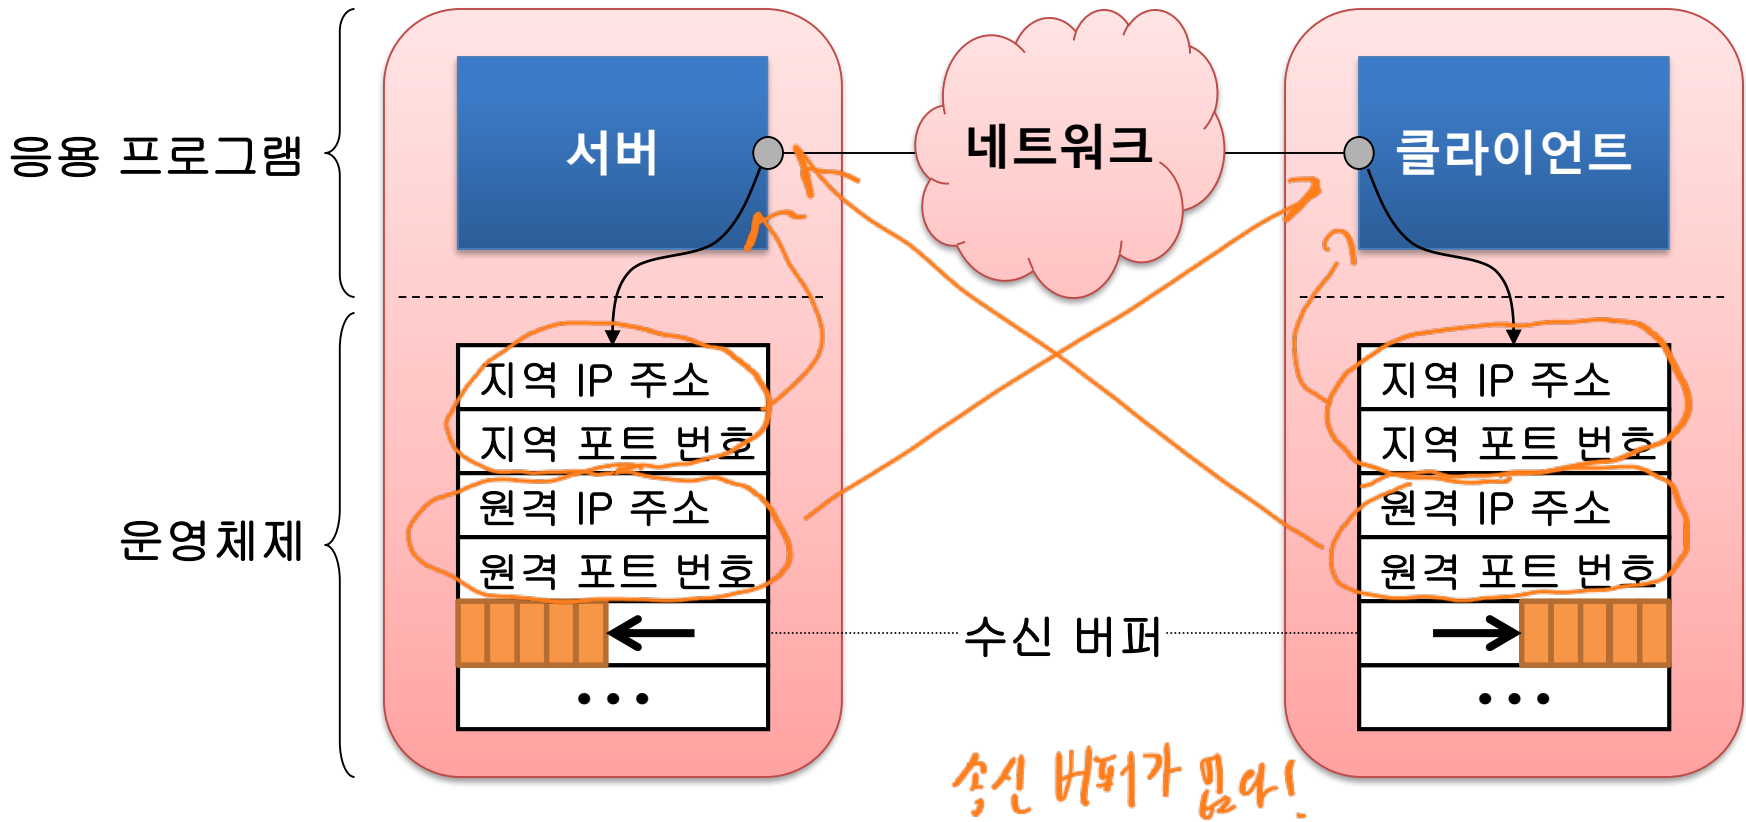 응용 프로그램
서버
네트워크
클라이언트
운영체제
지역 IP 주소
지역 포트 번호
원격 IP 주소
원격 포트 번호
•••
수신 버퍼
지역 IP 주소
지역 포트 번호
원격 IP 주소
원격 포트 번호
•••
송신 버퍼가 없다!